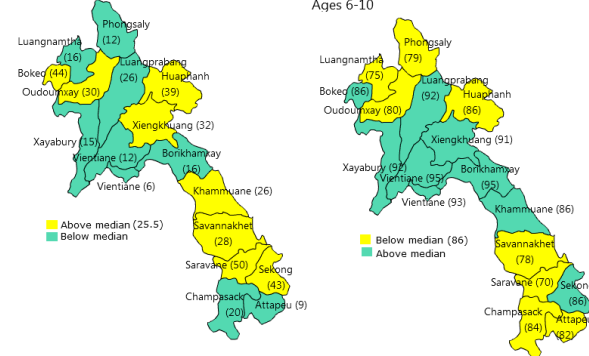 Ages 6-10
Phongsaly
(12)
Luangnamtha
(16)
Bokeo (44)
Oudoumxay (30)
Luangprabang
(26)
Huaphanh
(39)
Xiengkhuang (32)
Xayabury (15)
Vientiane (12)
Vientiane (6)
Borikhamxay
(16)
Khammuane (26)
Savannakhet
(28)
Saravane (50)
Sekong
(43)
Champasack
(20)
Attapeu (9)
Above median (25.5)
Below median
Phongsaly
(79)
Luangnamtha
(75)
Bokeo (86)
Oudoumxay (80)
Luangprabang
(92)
Huaphanh
(86)
Xiengkhuang (91)
Xayabury (92)
Vientiane (95)
Vientiane (93)
Borikhamxay
(95)
Khammuane (86)
Savannakhet
(78)
Saravane (70)
Sekong
(86)
Champasack
(84)
Attapeu
(82)
Below median (86)
Above median